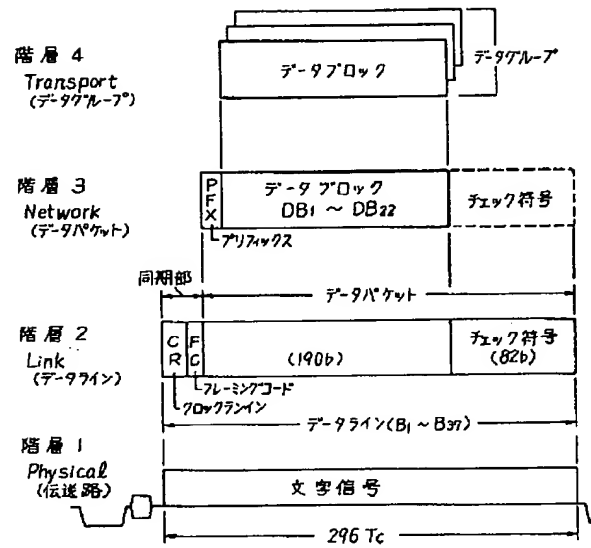 階層 4
Transport
(データグループ)
データブロック
データグループ
階層 3
Network
(データパケット)
PFX
データブロック
DB1 ~ DB22
チェック符号
プリフィックス
同期部
データパケット
階層 2
Link
(データライン)
CR
FC
(190b)
チェック符号
(82b)
フレーミングコード
クロックランイン
データライン(B1 ~ B37)
階層 1
Physical
(伝送路)
文字信号
296 Tc